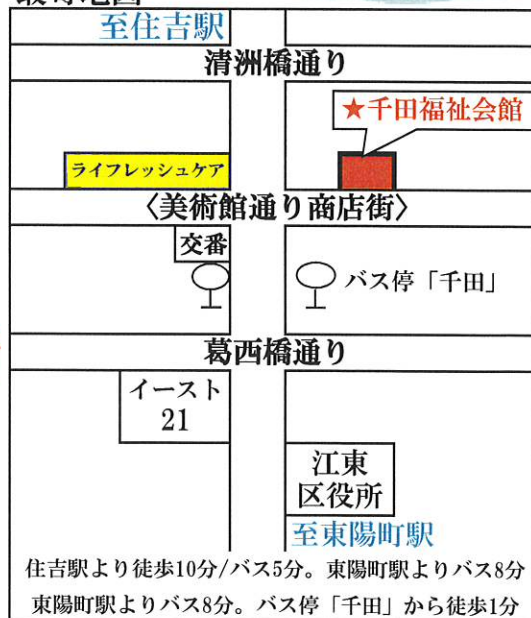 至住吉駅
清洲橋通り
★千田福祉会館
ライフレッシュケア
〈美術館通り商店街〉
交番
バス停「千田」
葛西橋通り
イースト
21
江東
区役所
至東陽町駅
住吉駅より徒歩10分/バス5分。東陽町駅よりバス8分
東陽町駅よりバス8分。バス停「千田」から徒歩1分